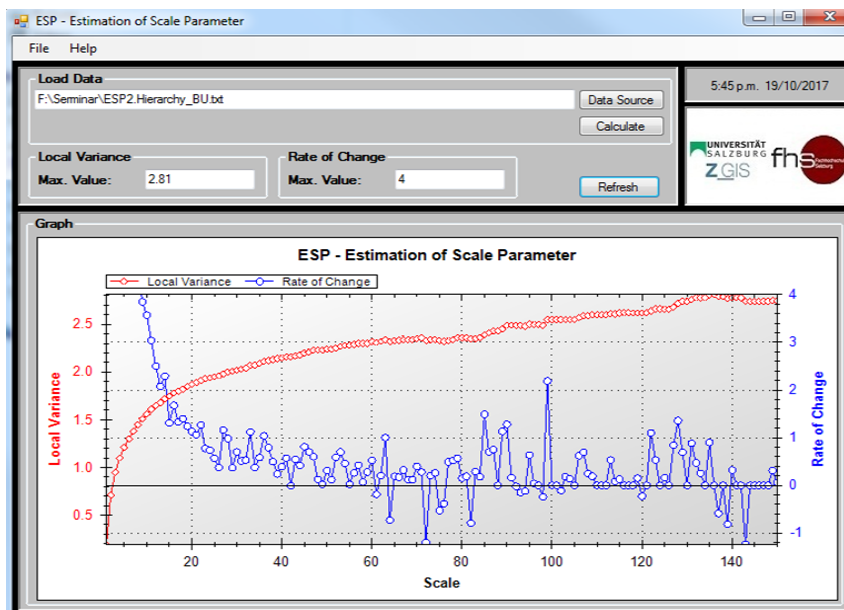 ESP - Estimation of Scale Parameter
File Help
Load Data
F:\Seminar\ESP2.Hierarchy_BU.txt
Data Source
Calculate
Local Variance
Max. Value: 2.81
Rate of Change
Max. Value: 4
Refresh
5:45 p.m. 19/10/2017
UNIVERSITÄT
SALZBURG
Z_GIS
fhs
Fachhochschule
Salzburg
Graph
ESP - Estimation of Scale Parameter
Local Variance Rate of Change
Local Variance
2.5
2.0
1.5
1.0
0.5
4
3
2
1
0
-1
Rate of Change
20 40 60 80 100 120 140
Scale